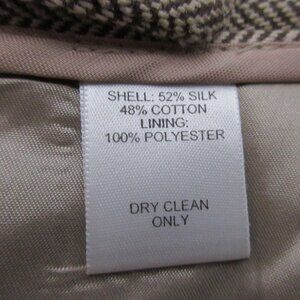 SHELL: 52% SILK
48% COTTON
LINING:
100% POLYESTER
DRY CLEAN
ONLY